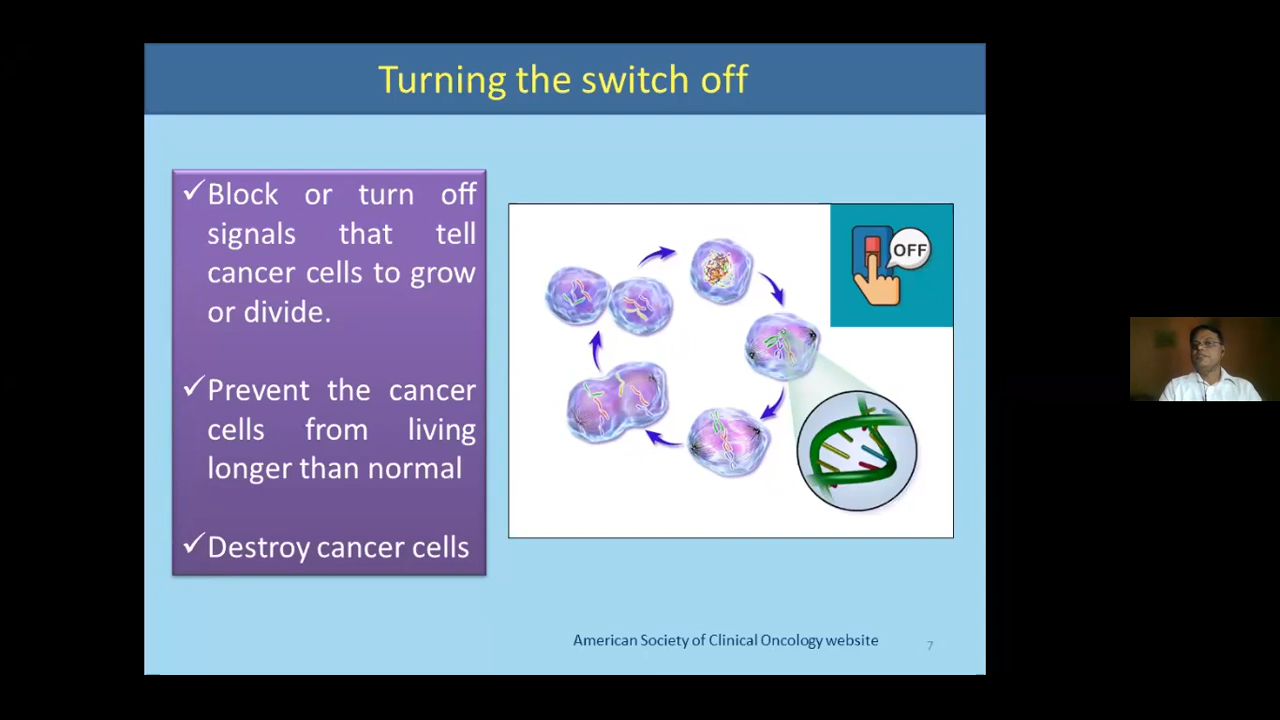 Turning the switch off
✓Block or turn off
signals that tell
cancer cells to grow
or divide.
✓Prevent the cancer
cells from living
longer than normal
✓Destroy cancer cells
OFF
American Society of Clinical Oncology website
7